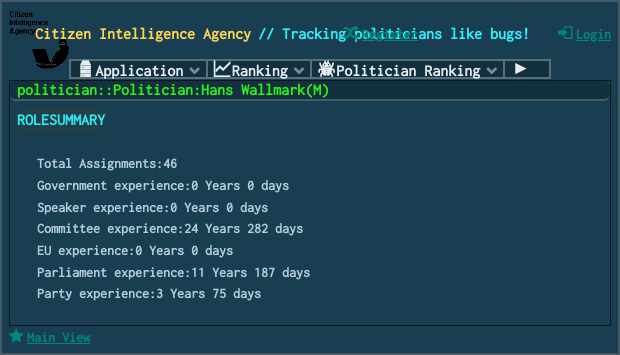 Citizen
Intelligence
Agency
Citizen Intelligence Agency // Tracking politicians like bugs!
Register
Login
Application
Ranking
Politician Ranking
politician::Politician:Hans Wallmark(M)
ROLESUMMARY
Total Assignments:46
Government experience:0 Years 0 days
Speaker experience:0 Years 0 days
Committee experience:24 Years 282 days
EU experience:0 Years 0 days
Parliament experience:11 Years 187 days
Party experience:3 Years 75 days
Main View